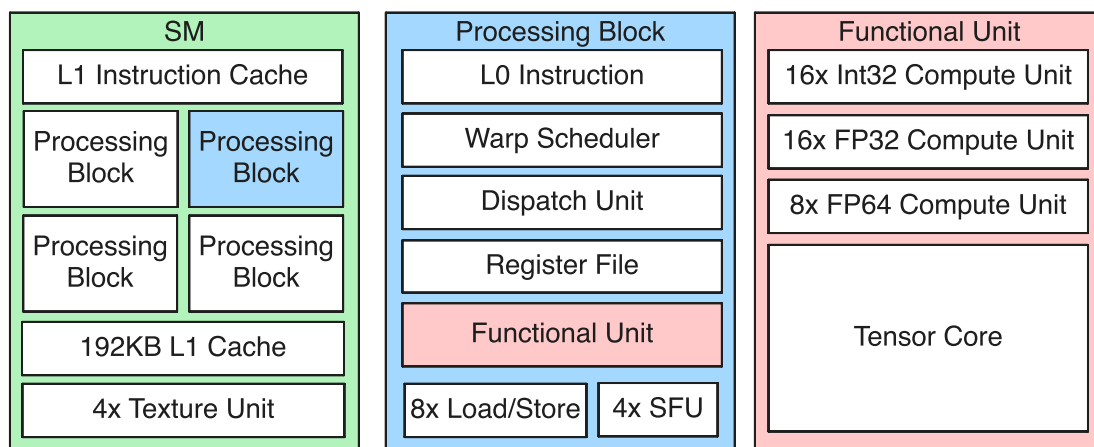 SM
L1 Instruction Cache
Processing
Block
Processing
Block
Processing
Block
Processing
Block
192KB L1 Cache
4x Texture Unit
Processing Block
L0 Instruction
Warp Scheduler
Dispatch Unit
Register File
Functional Unit
8x Load/Store
4x SFU
Functional Unit
16x Int32 Compute Unit
16x FP32 Compute Unit
8x FP64 Compute Unit
Tensor Core